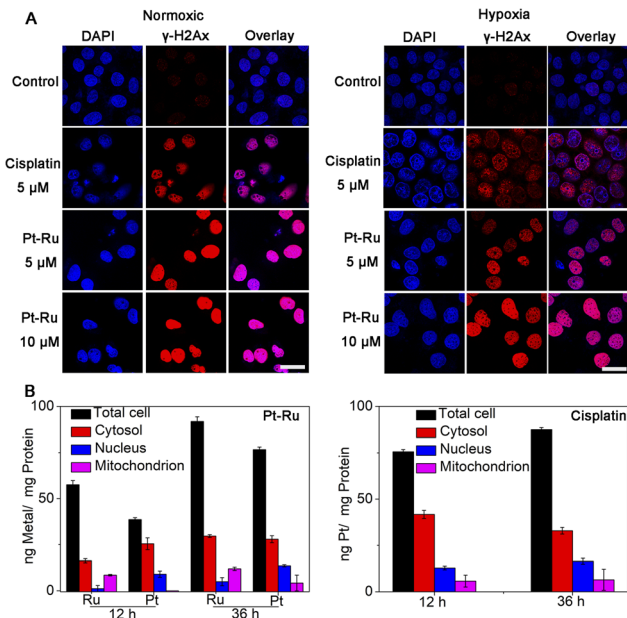 A
Normoxic
DAPI γ-H2Ax Overlay
Control
Cisplatin
5 μM
Pt-Ru
5 μM
Pt-Ru
10 μM
Hypoxia
DAPI γ-H2Ax Overlay
Control
Cisplatin
5 μM
Pt-Ru
5 μM
Pt-Ru
10 μM
B
ng Metal/ mg Protein
100
50
0
Total cell
Cytosol
Nucleus
Mitochondrion
Pt-Ru
Ru Pt Ru Pt
12 h 36 h
ng Pt/ mg Protein
100
50
0
Total cell
Cytosol
Nucleus
Mitochondrion
Cisplatin
12 h 36 h